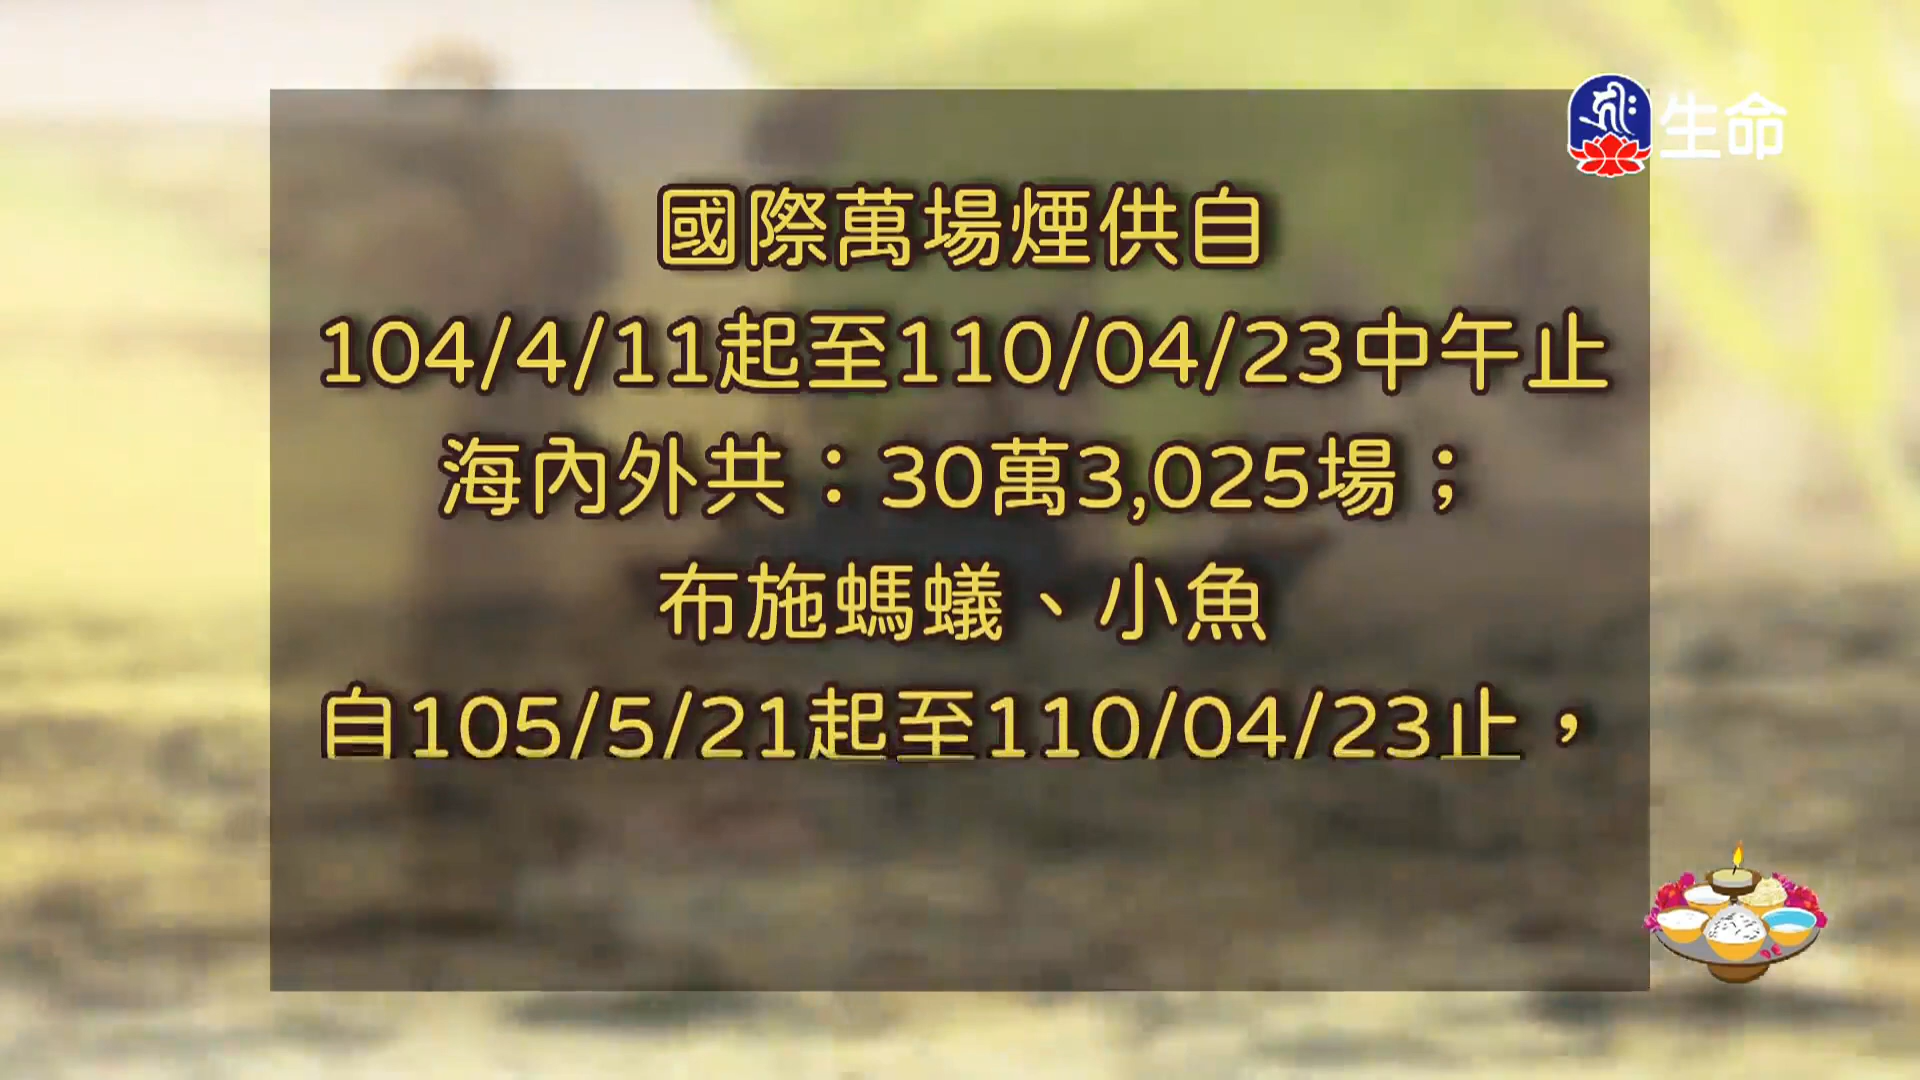 生命
國際萬場煙供自
104/4/11起至110/04/23中午止
海內外共：30萬3,025場；
布施螞蟻、小魚
自105/5/21起至110/04/23止，